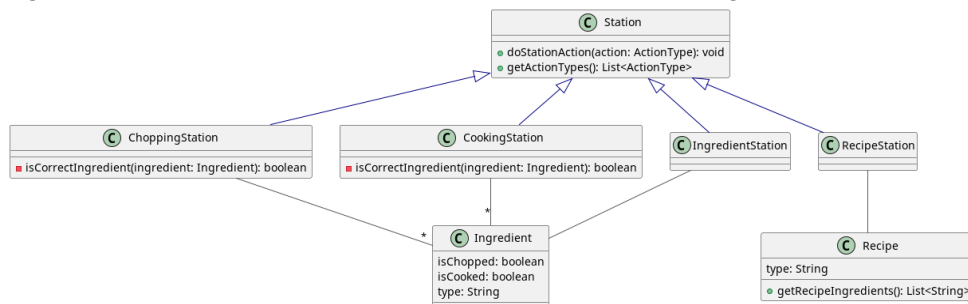 C Station
doStationAction(action: ActionType): void
getActionTypes(): List<ActionType>
C ChoppingStation
isCorrectIngredient(ingredient: Ingredient): boolean
C CookingStation
isCorrectIngredient(ingredient: Ingredient): boolean
C IngredientStation
C RecipeStation
*
*
C Ingredient
isChopped: boolean
isCooked: boolean
type: String
C Recipe
type: String
getRecipeIngredients(): List<String>